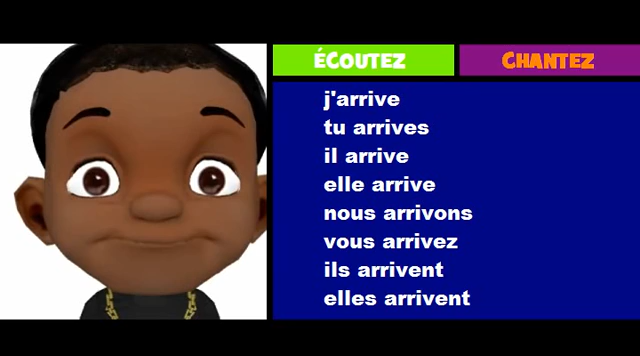 ÉCOUTEZ CHANTEZ
j'arrive
tu arrives
il arrive
elle arrive
nous arrivons
vous arrivez
ils arrivent
elles arrivent